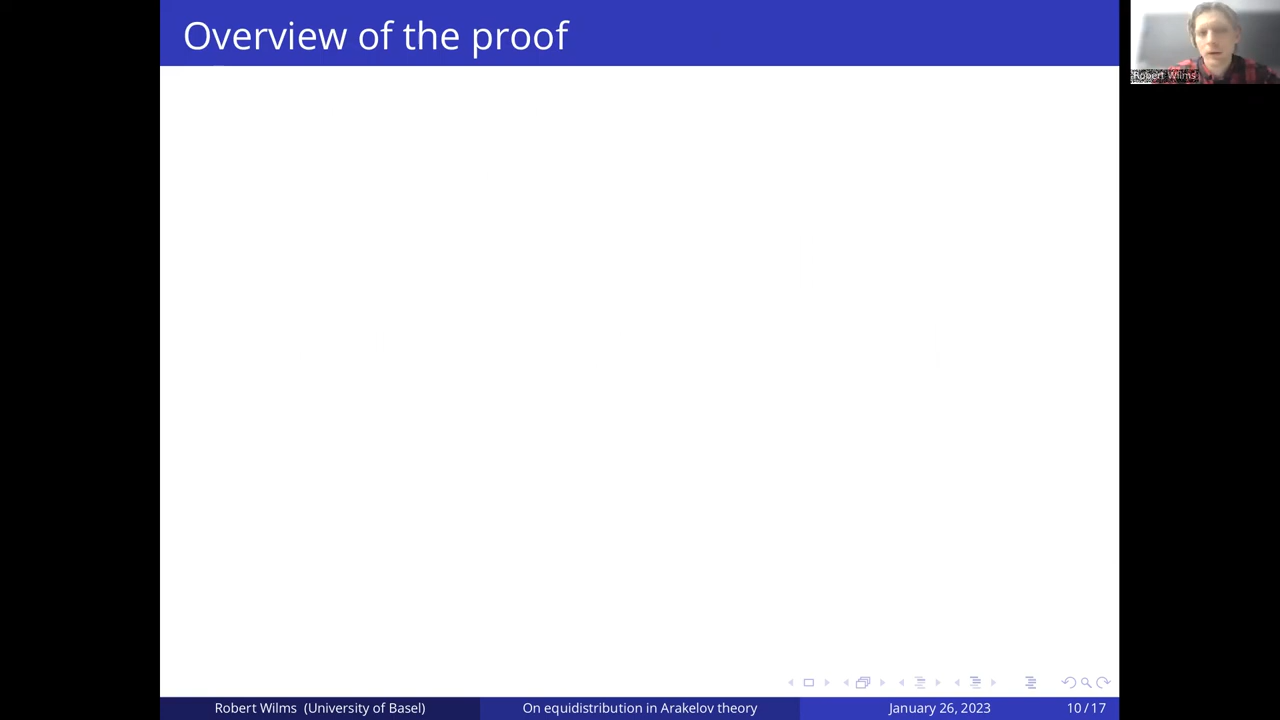 Overview of the proof
Robert Wilms
Robert Wilms (University of Basel)
On equidistribution in Arakelov theory
January 26, 2023
10 / 17